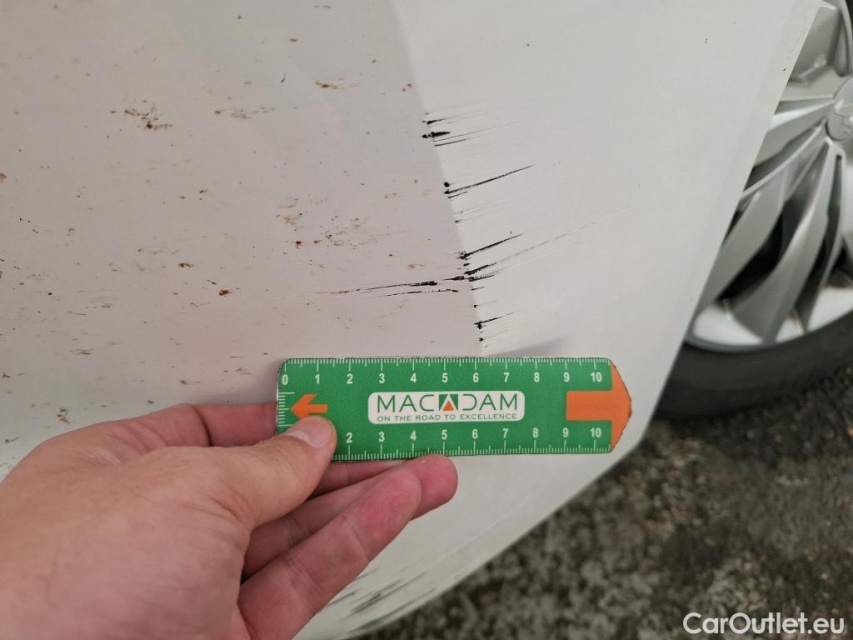 0 1 2 3 4 5 6 7 8 9 10
MACADAM
ON THE ROAD TO EXCELLENCE
2 3 4 5 6 7 8 9 10
CarOutlet.eu